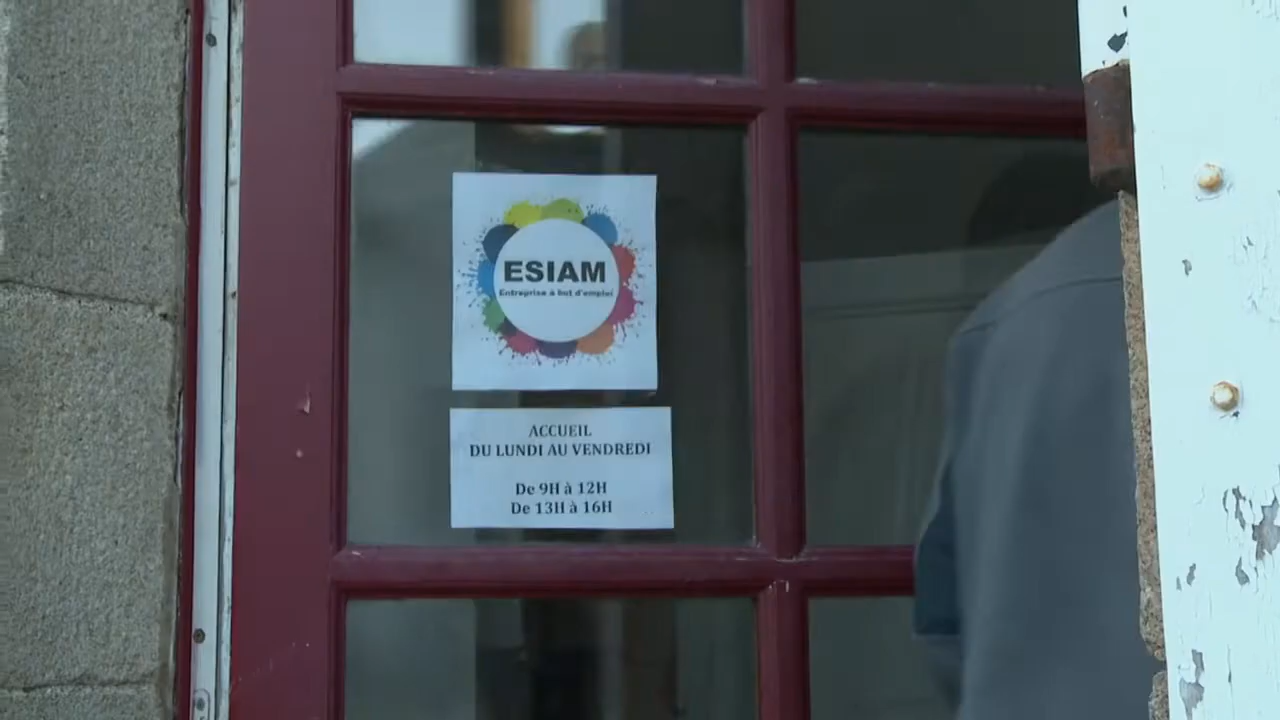 ESIAM
Entreprise à but d'emploi
ACCUEIL
DU LUNDI AU VENDREDI
De 9H à 12H
De 13H à 16H